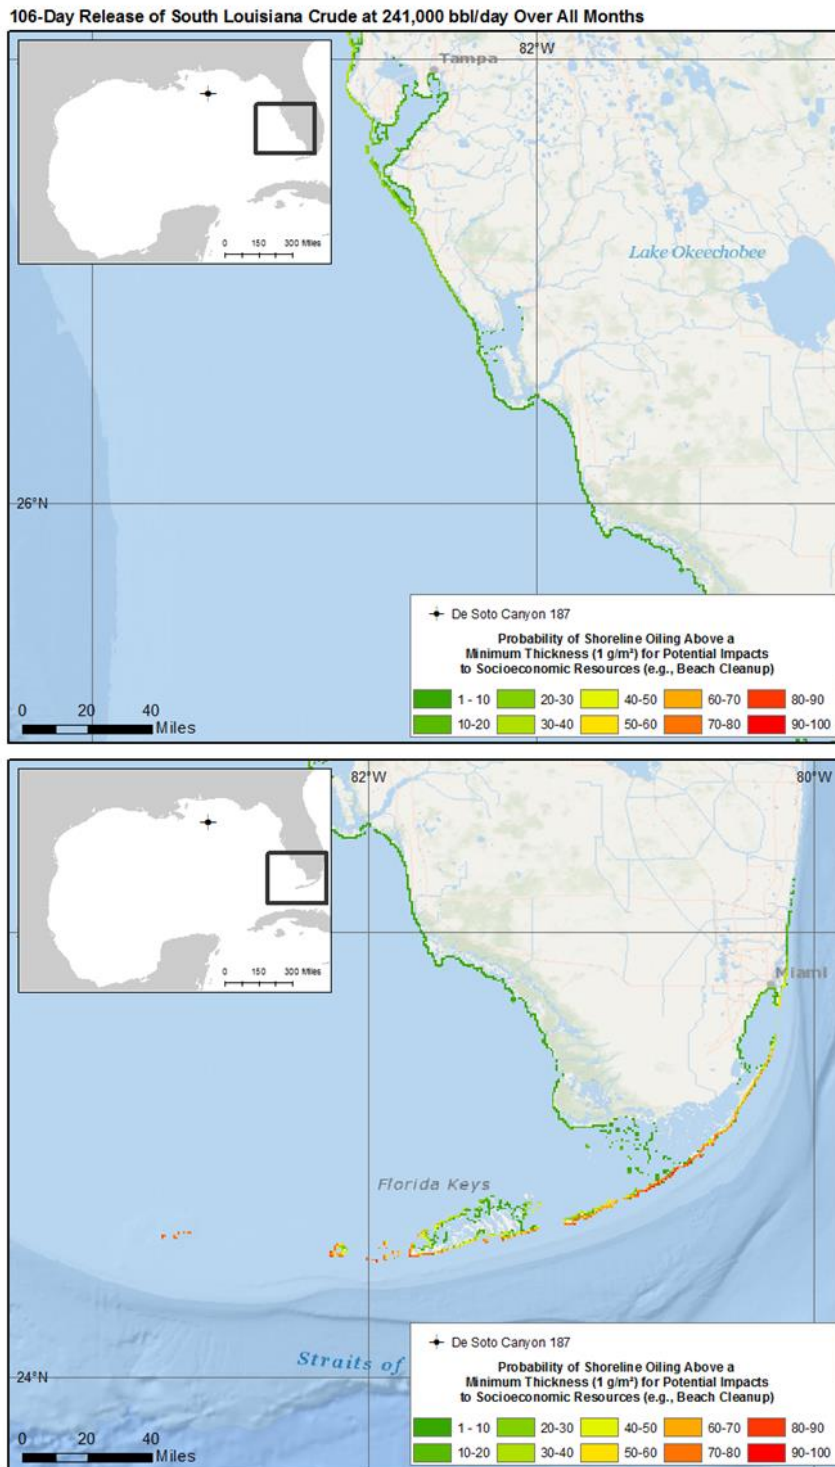 106-Day Release of South Louisiana Crude at 241,000 bbl/day Over All Months
82°W
Tampa
0 150 300 Miles
Lake Okeechobee
26°N
De Soto Canyon 187
Probability of Shoreline Oiling Above a
Minimum Thickness (1 g/m²) for Potential Impacts
to Socioeconomic Resources (e.g., Beach Cleanup)
1 - 10 20-30 40-50 60-70 80-90
10-20 30-40 50-60 70-80 90-100
0 20 40
Miles
82°W 80°W
0 150 300 Miles
Miami
Florida Keys
Straits of
24°N
De Soto Canyon 187
Probability of Shoreline Oiling Above a
Minimum Thickness (1 g/m²) for Potential Impacts
to Socioeconomic Resources (e.g., Beach Cleanup)
1 - 10 20-30 40-50 60-70 80-90
10-20 30-40 50-60 70-80 90-100
0 20 40
Miles